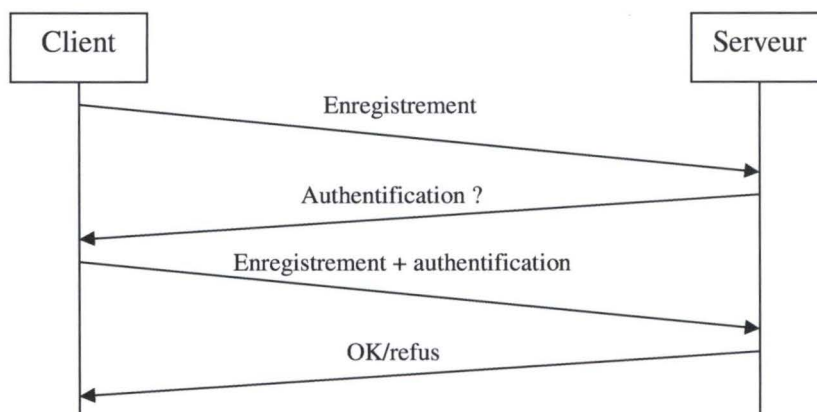 Client
Serveur
Enregistrement
Authentification ?
Enregistrement + authentification
OK/refus